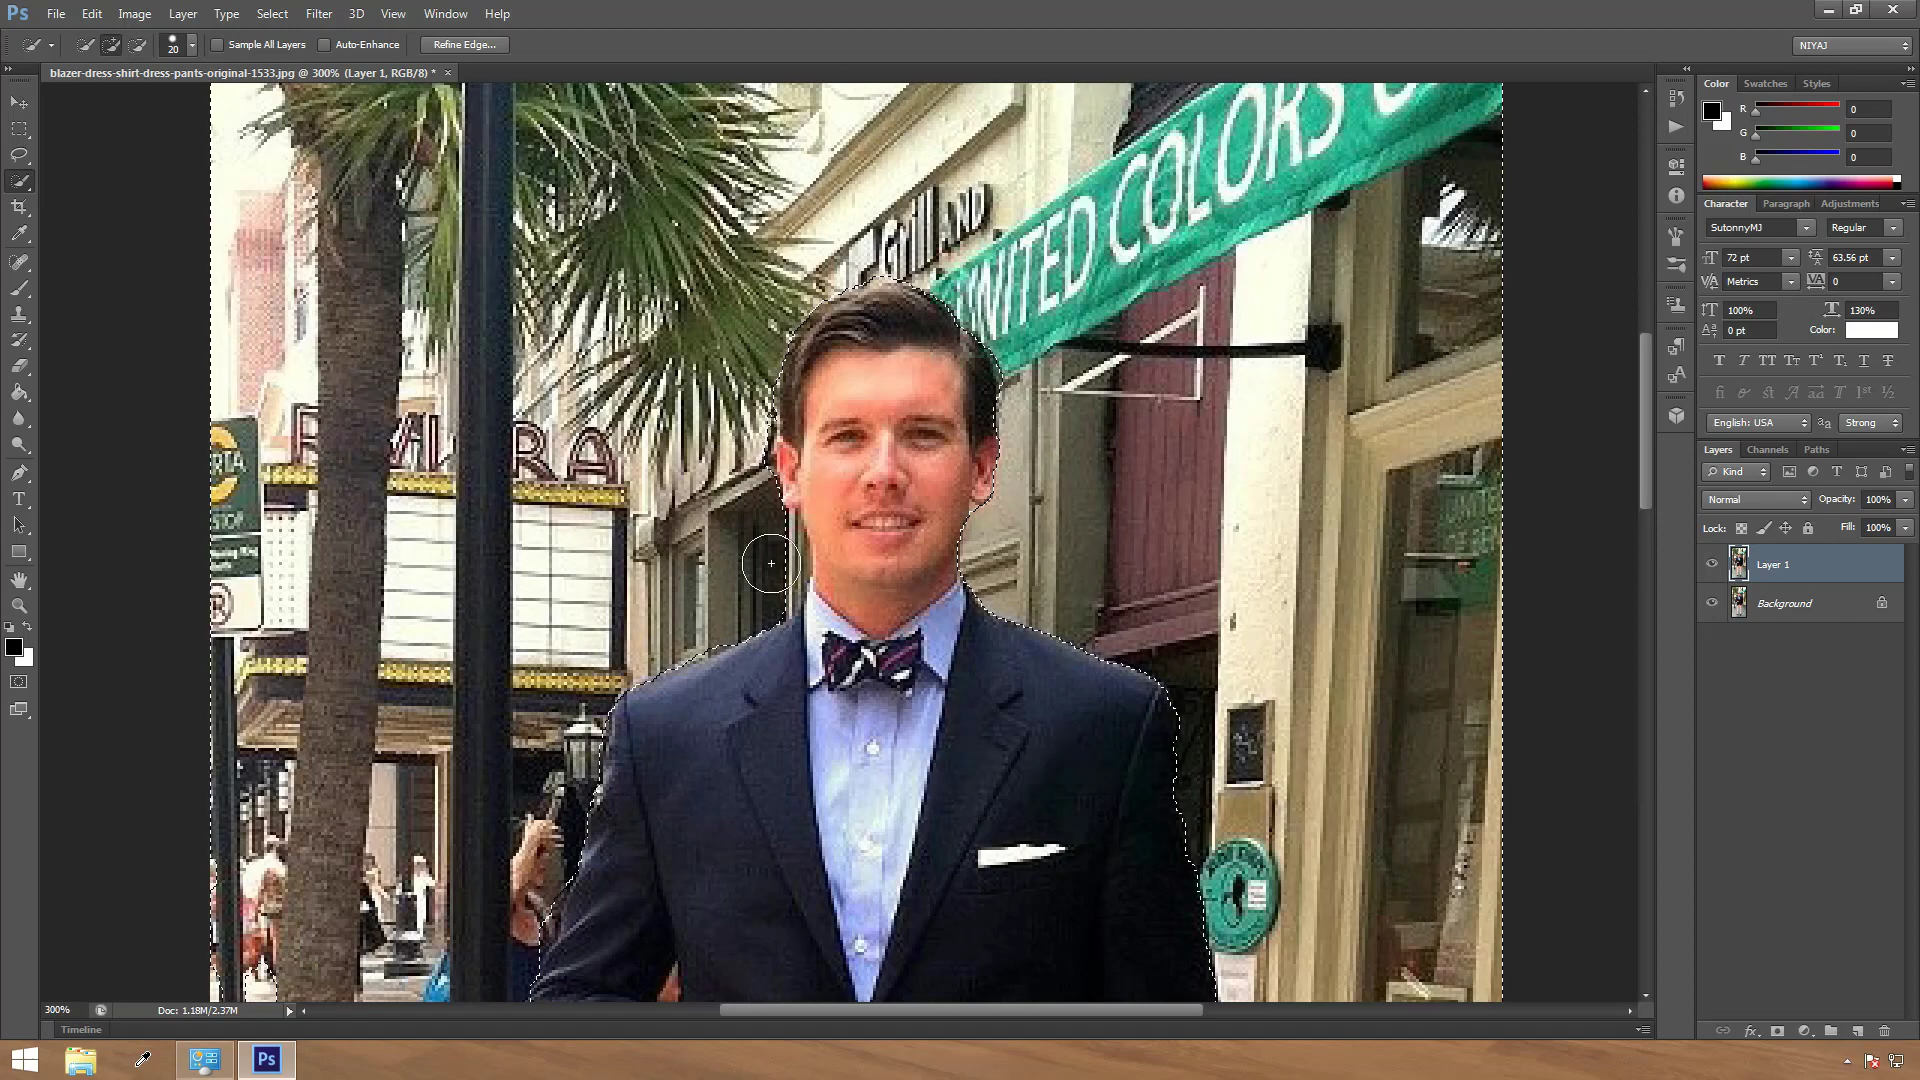 Ps File Edit Image Layer Type Select Filter 3D View Window Help
20 Sample All Layers Auto-Enhance Refine Edge... NIYAJ
blazer-dress-shirt-dress-pants-original-1533.jpg @ 300% (Layer 1, RGB/8) * ×
Color Swatches Styles
R 0
G 0
B 0
Character Paragraph Adjustments
SutonnyMJ Regular
72 pt 63.56 pt
Metrics 0
100% 130%
0 pt Color:
English: USA aa Strong
Layers Channels Paths
Kind
Normal Opacity: 100%
Lock: Fill: 100%
Layer 1
Background
UNITED COLORS O
Grill AND
300% Doc: 1.18M/2.37M
Timeline
Ps